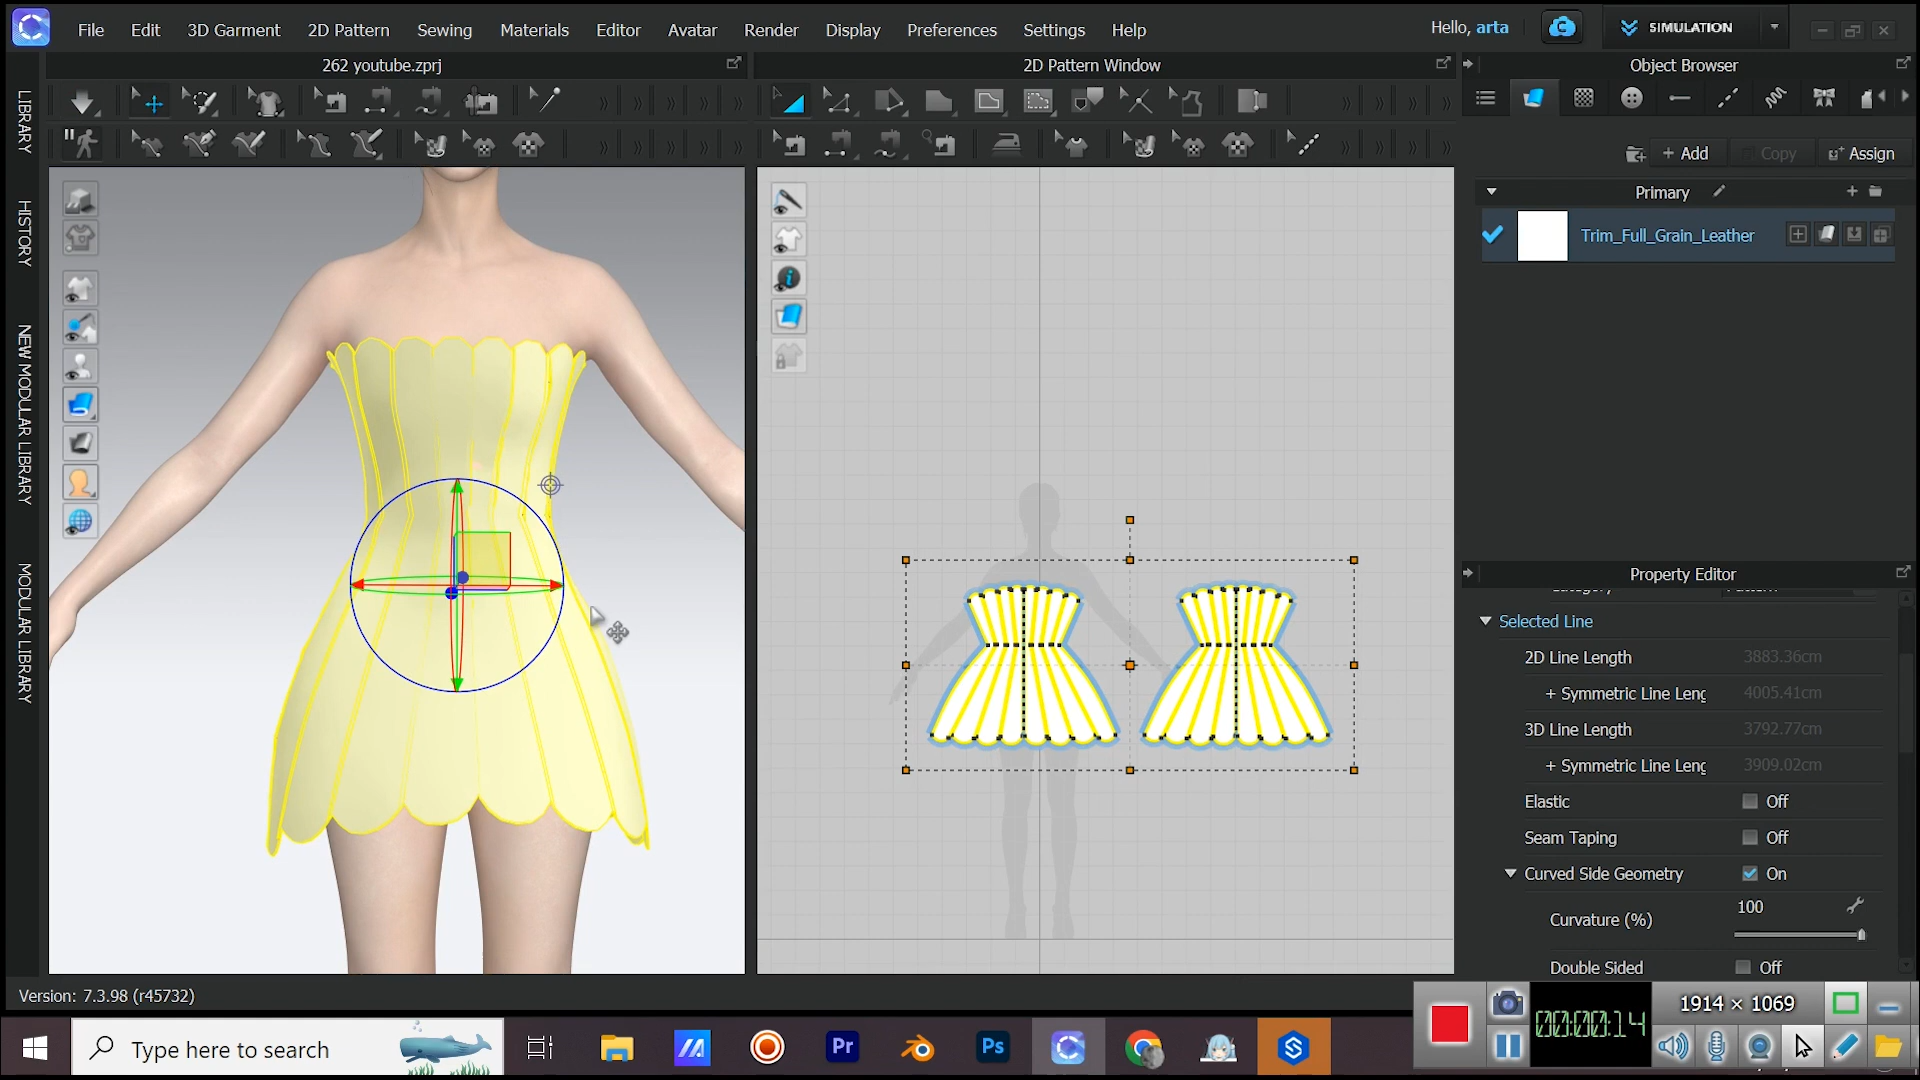 File Edit 3D Garment 2D Pattern Sewing Materials Editor Avatar Render Display Preferences Settings Help
Hello, arta
SIMULATION
262 youtube.zprj
2D Pattern Window
Object Browser
+ Add
Copy
Assign
Primary
Trim_Full_Grain_Leather
LIBRARY
HISTORY
NEW MODULAR LIBRARY
MODULAR LIBRARY
Property Editor
Selected Line
2D Line Length 3883.36cm
+ Symmetric Line Leng 4005.41cm
3D Line Length 3792.77cm
+ Symmetric Line Leng 3909.02cm
Elastic Off
Seam Taping Off
Curved Side Geometry On
Curvature (%) 100
Double Sided Off
Version: 7.3.98 (r45732)
00:00:14
1914 × 1069
Type here to search
Pr
Ps